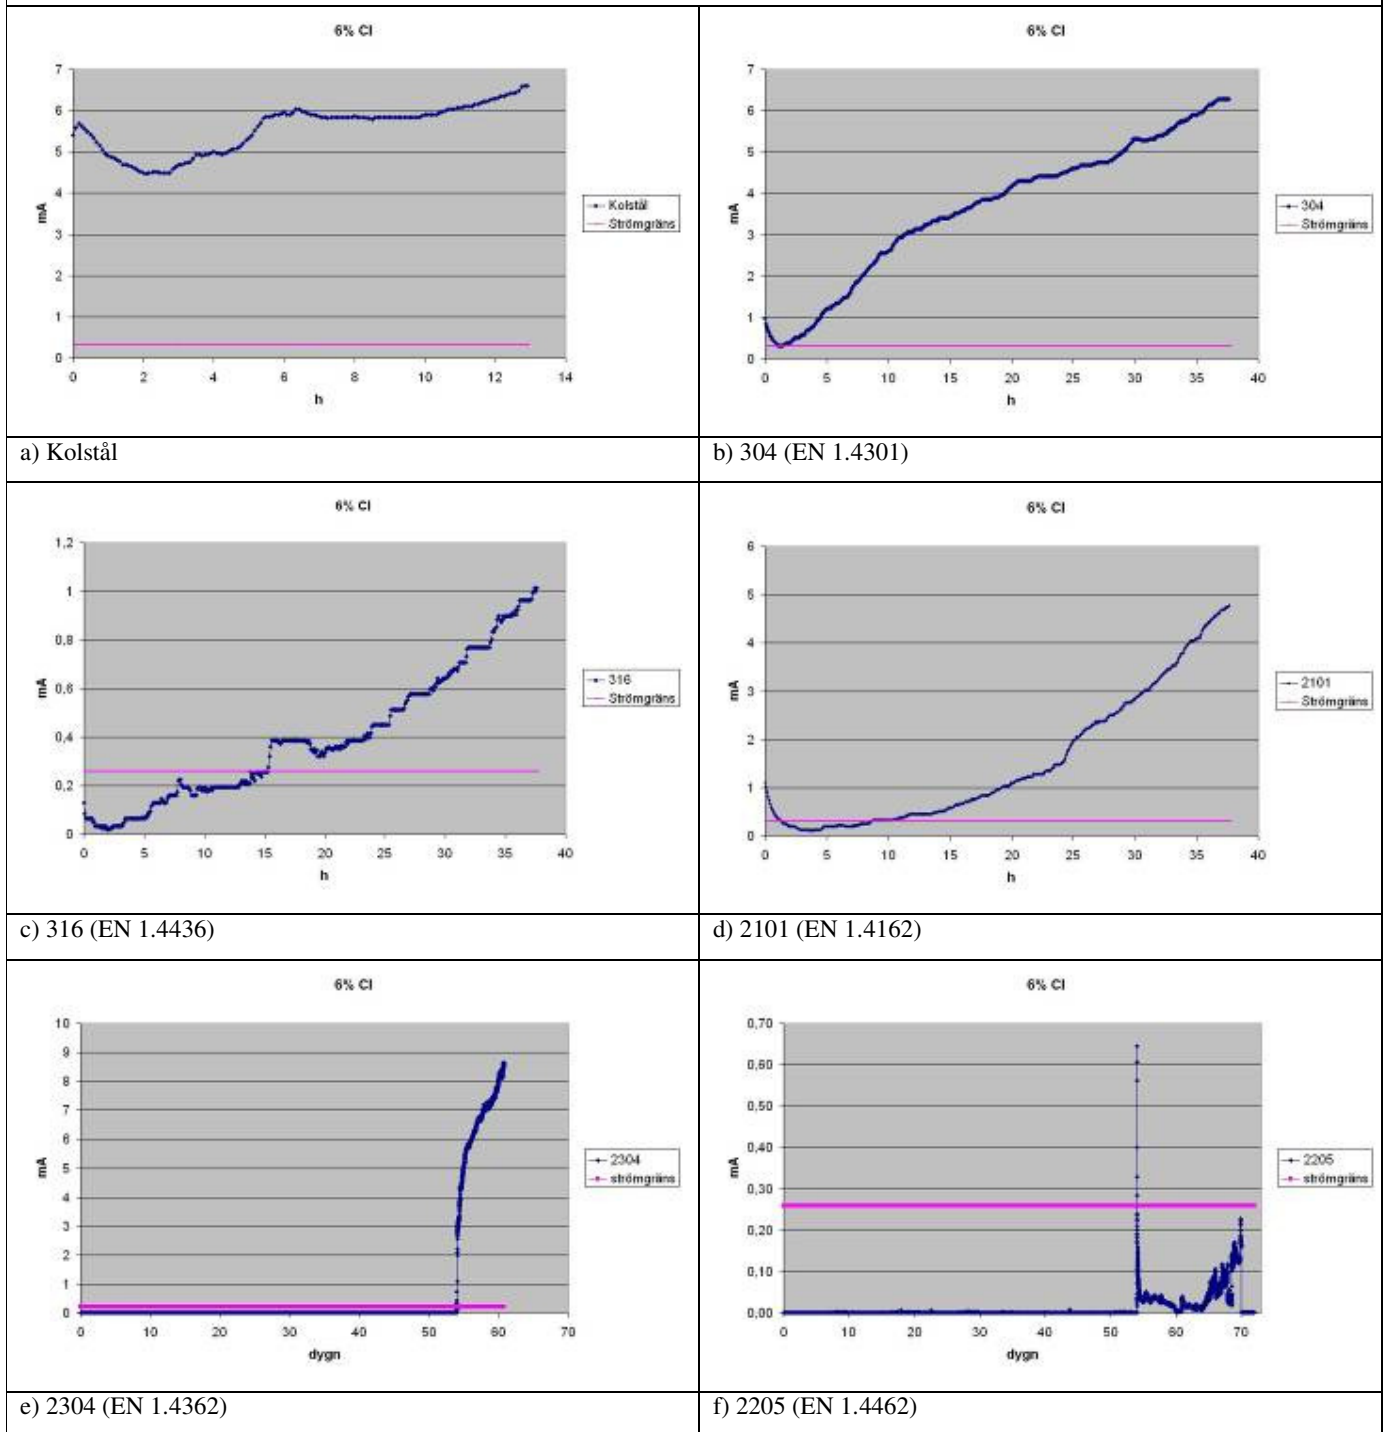 6% Cl
7
6
5
4
3
2
1
0
mA
0 2 4 6 8 10 12 14
h
Kolstål
Strömgräns
6% Cl
7
6
5
4
3
2
1
0
mA
0 5 10 15 20 25 30 35 40
h
304
Strömgräns
a) Kolstål
b) 304 (EN 1.4301)
6% Cl
1,2
1
0,8
0,6
0,4
0,2
0
mA
0 5 10 15 20 25 30 35 40
h
316
Strömgräns
6% Cl
6
5
4
3
2
1
0
mA
0 5 10 15 20 25 30 35 40
h
2101
Strömgräns
c) 316 (EN 1.4436)
d) 2101 (EN 1.4162)
6% Cl
10
9
8
7
6
5
4
3
2
1
0
mA
0 10 20 30 40 50 60 70
dygn
2304
strömgräns
6% Cl
0,70
0,60
0,50
0,40
0,30
0,20
0,10
0,00
mA
0 10 20 30 40 50 60 70
dygn
2205
strömgräns
e) 2304 (EN 1.4362)
f) 2205 (EN 1.4462)